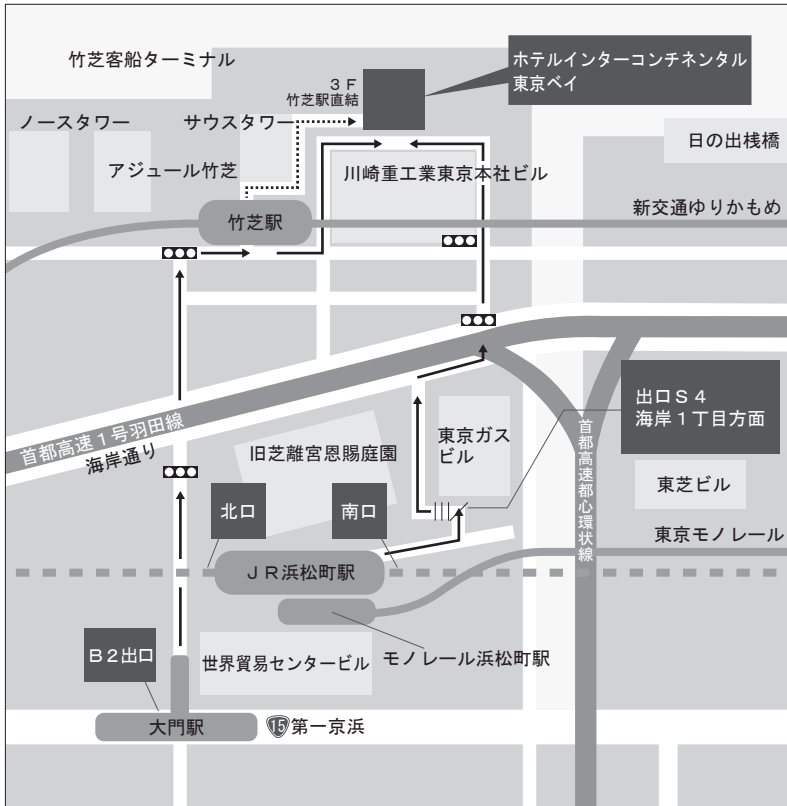 竹芝客船ターミナル
ホテルインターコンチネンタル
東京ベイ
３Ｆ
竹芝駅直結
ノースタワー
サウスタワー
アジュール竹芝
川崎重工業東京本社ビル
日の出桟橋
竹芝駅
新交通ゆりかもめ
首都高速１号羽田線
海岸通り
出口Ｓ４
海岸１丁目方面
首都高速都心環状線
旧芝離宮恩賜庭園
東京ガス
ビル
東芝ビル
北口
南口
東京モノレール
ＪＲ浜松町駅
Ｂ２出口
世界貿易センタービル
モノレール浜松町駅
大門駅
15 第一京浜